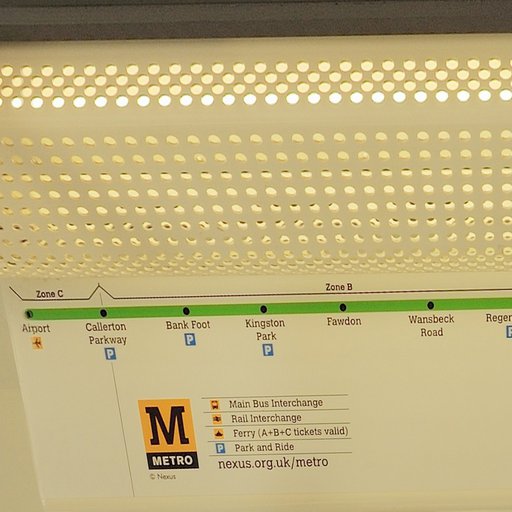 Zone C Zone B
Airport Callerton Parkway Bank Foot Kingston Park Fawdon Wansbeck Road
P P P P
M
METRO
© Nexus
Main Bus Interchange
Rail Interchange
Ferry (A+B+C tickets valid)
P Park and Ride
nexus.org.uk/metro